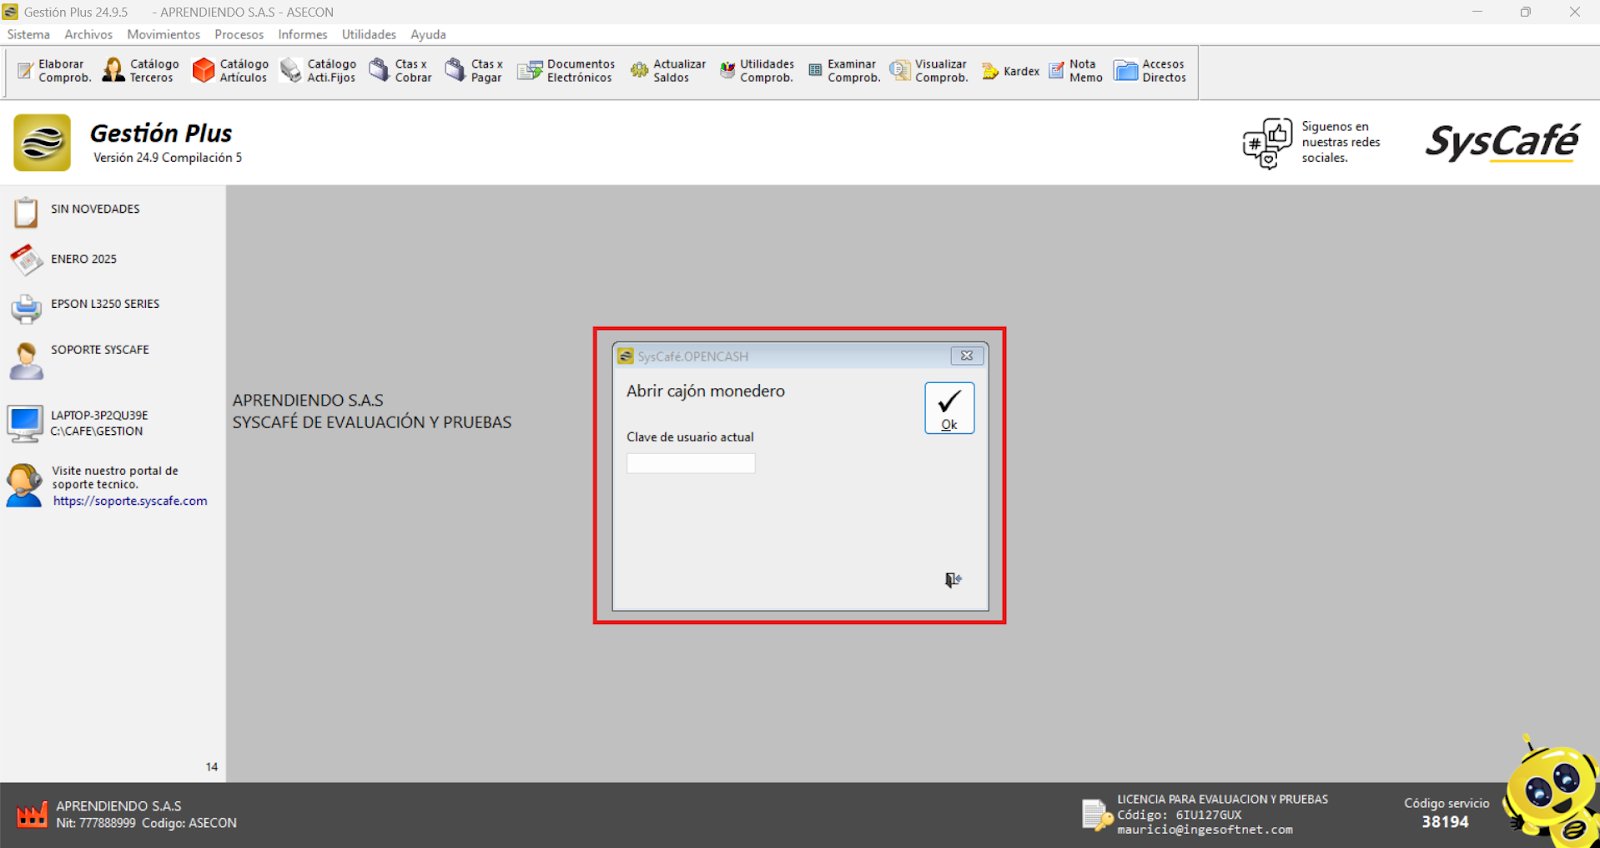 Gestión Plus 24.9.5 - APRENDIENDO S.A.S - ASECON
Sistema Archivos Movimientos Procesos Informes Utilidades Ayuda
Elaborar Comprob.
Catálogo Terceros
Catálogo Artículos
Catálogo Acti.Fijos
Ctas x Cobrar
Ctas x Pagar
Documentos Electrónicos
Actualizar Saldos
Utilidades Comprob.
Examinar Comprob.
Visualizar Comprob.
Kardex
Nota Memo
Accesos Directos
Gestión Plus
Versión 24.9 Compilación 5
#
Siguenos en
nuestras redes
sociales.
SysCafé
SIN NOVEDADES
ENERO 2025
EPSON L3250 SERIES
SOPORTE SYSCAFE
LAPTOP-3P2QU39E
C:\CAFE\GESTION
Visite nuestro portal de
soporte tecnico.
https://soporte.syscafe.com
14
APRENDIENDO S.A.S
SYSCAFÉ DE EVALUACIÓN Y PRUEBAS
SysCafé.OPENCASH
Abrir cajón monedero
Ok
Clave de usuario actual
APRENDIENDO S.A.S
Nit: 777888999 Codigo: ASECON
LICENCIA PARA EVALUACION Y PRUEBAS
Código: 6IU127GUX
mauricio@ingesoftnet.com
Código servicio
38194